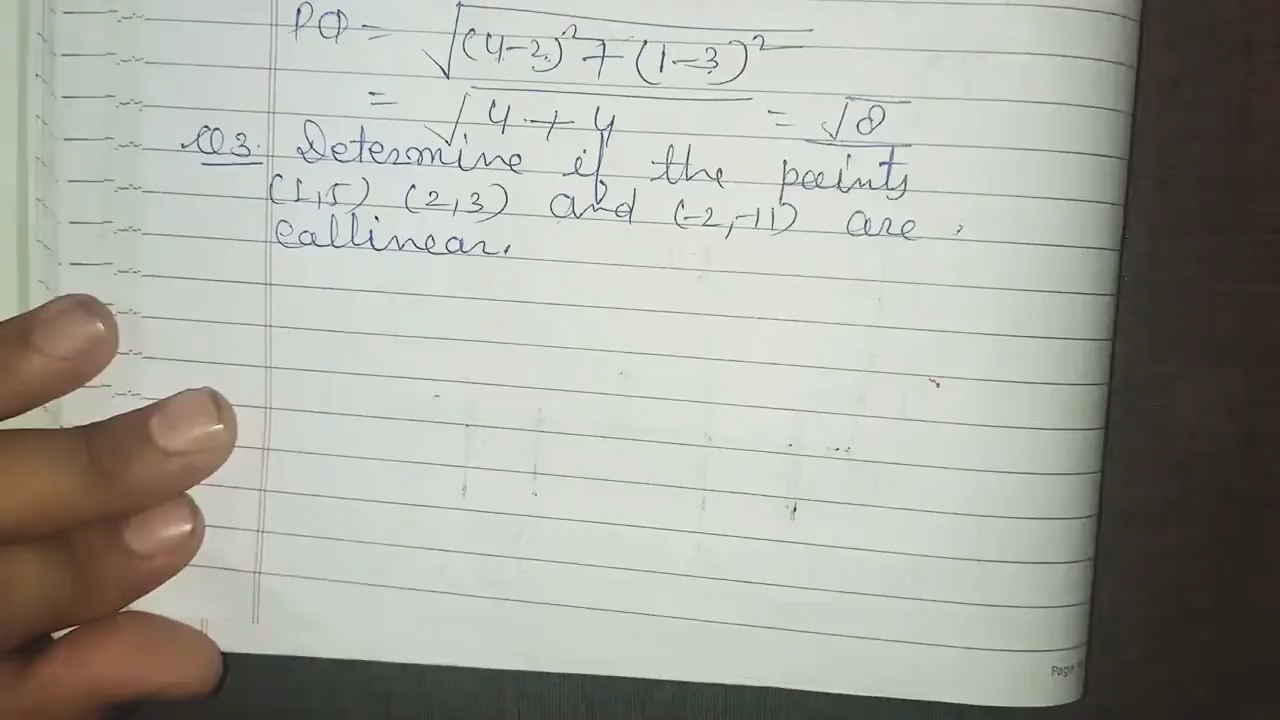 PQ = √(4-2)² + (1-3)²
= √4 + 4 = √8
Q3. Determine if the points
(1,5) (2,3) and (-2,-11) are
collinear.
Page